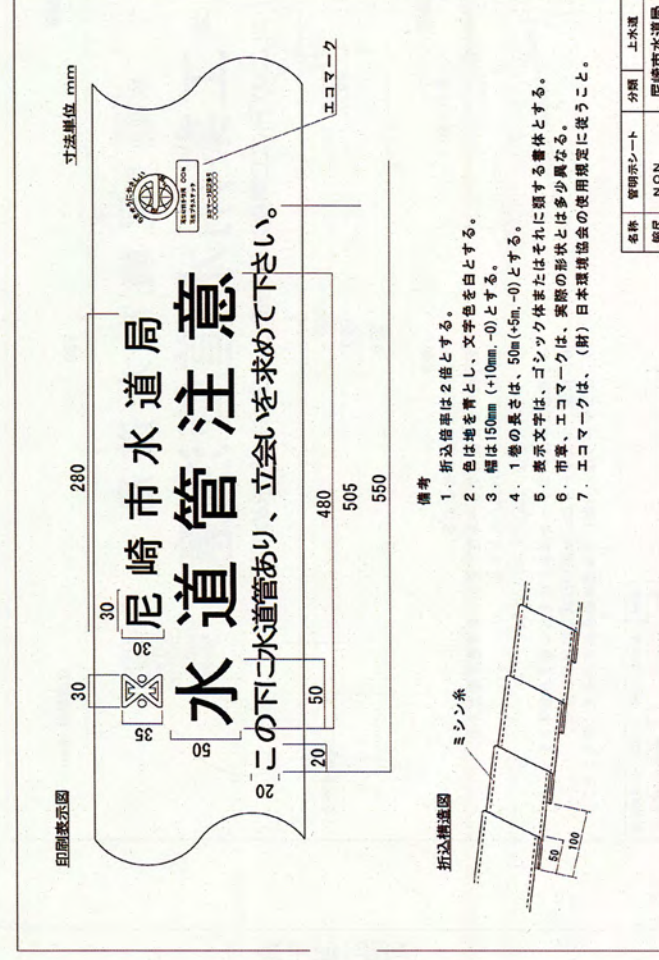 印刷表示図
寸法単位 mm
280
30
30
30
35
尼崎市水道局
水道管注意
50
この下に水道管あり、立会いを求めて下さい。
20
20
50
480
505
550
エコマーク
折込構造図
ミシン糸
50
100
備考
1. 折込倍率は2倍とする。
2. 色は地を青とし、文字色を白とする。
3. 幅は150mm (+10mm,-0)とする。
4. 1巻の長さは、50m(+5m,-0)とする。
5. 表示文字は、ゴシック体またはそれに類する書体とする。
6. 市章、エコマークは、実際の形状とは多少異なる。
7. エコマークは、(財)日本環境協会の使用規定に従うこと。
名称 管明示シート 分類 上水道
縮尺 NON 尼崎市水道局